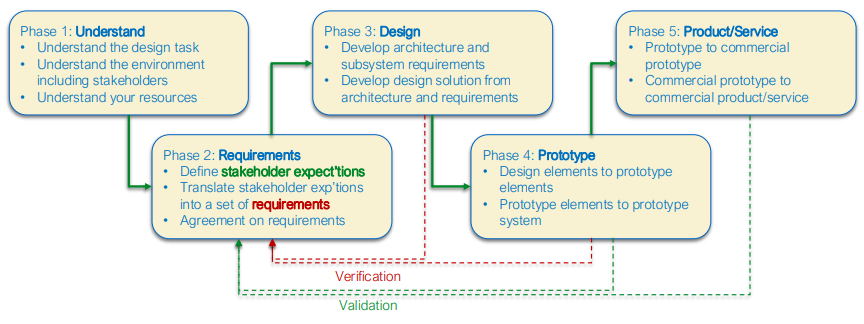 Phase 1: Understand
• Understand the design task
• Understand the environment
including stakeholders
• Understand your resources
Phase 2: Requirements
• Define stakeholder expect'tions
• Translate stakeholder exp'tions
into a set of requirements
• Agreement on requirements
Phase 3: Design
• Develop architecture and
subsystem requirements
• Develop design solution from
architecture and requirements
Phase 4: Prototype
• Design elements to prototype
elements
• Prototype elements to prototype
system
Phase 5: Product/Service
• Prototype to commercial
prototype
• Commercial prototype to
commercial product/service
Verification
Validation